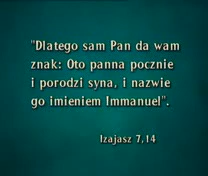 "Dlatego sam Pan da wam
znak: Oto panna pocznie
i porodzi syna, i nazwie
go imieniem Immanuel".
Izajasz 7,14